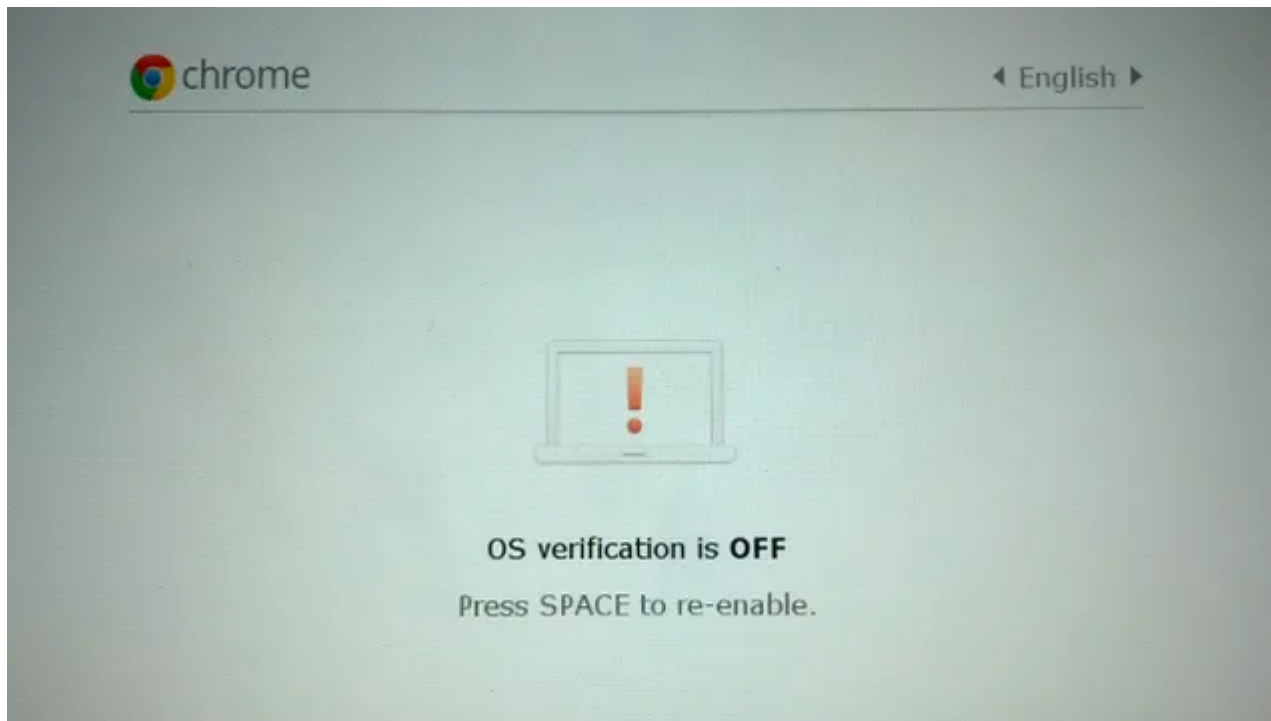 chrome
English
OS verification is OFF
Press SPACE to re-enable.